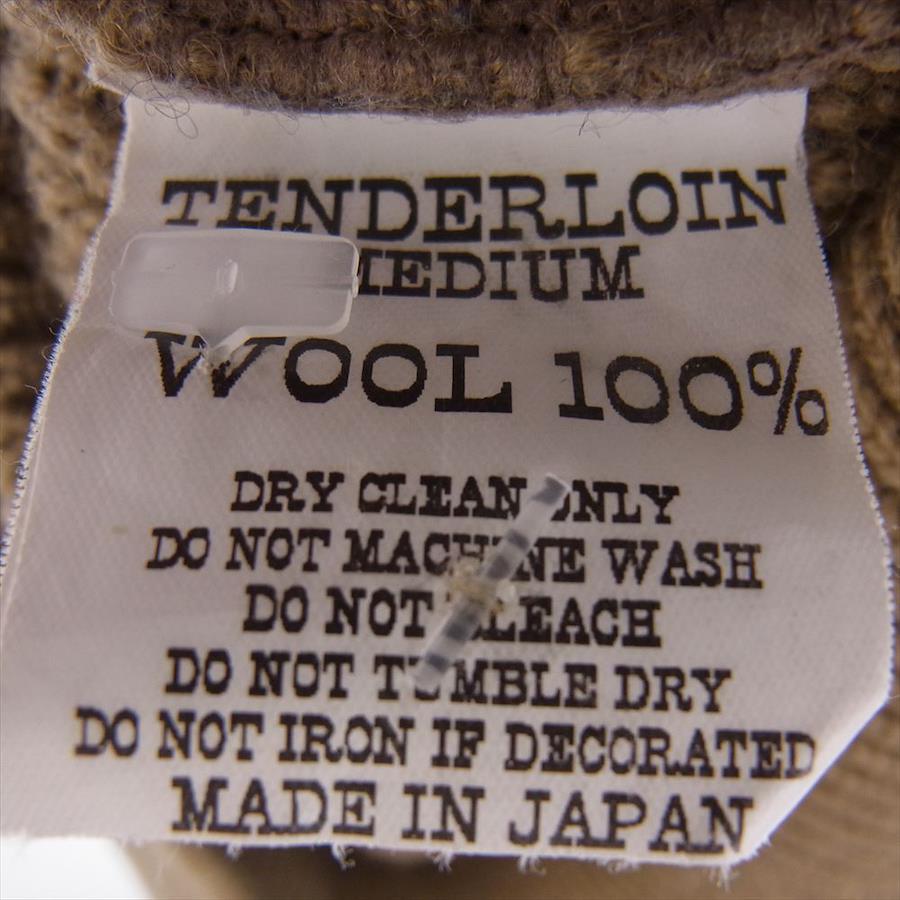 TENDERLOIN
MEDIUM
WOOL 100%
DRY CLEAN ONLY
DO NOT MACHINE WASH
DO NOT BLEACH
DO NOT TUMBLE DRY
DO NOT IRON IF DECORATED
MADE IN JAPAN